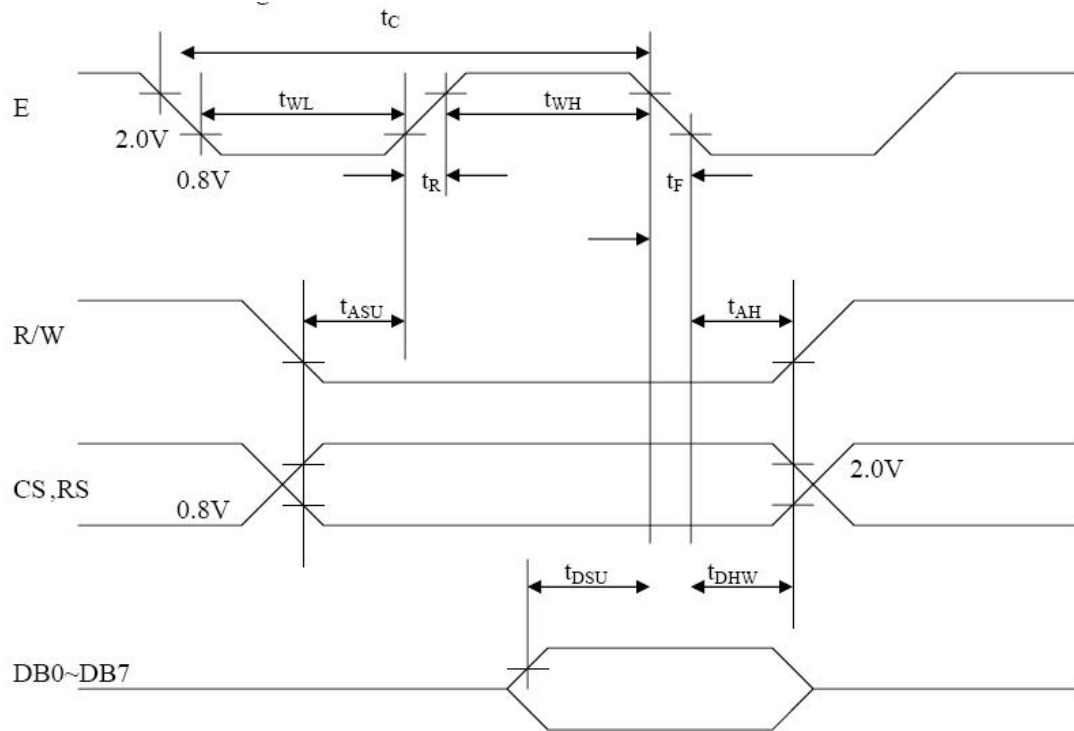 tC
E
tWL
tWH
2.0V
0.8V
tR
tF
tASU
tAH
R/W
CS,RS
0.8V
2.0V
tDSU
tDHW
DB0~DB7